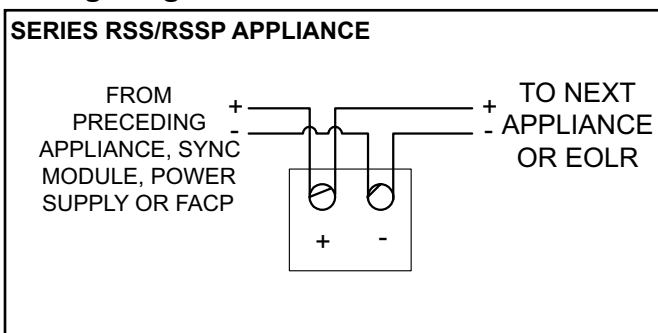 SERIES RSS/RSSP APPLIANCE
FROM
PRECEDING
APPLIANCE, SYNC
MODULE, POWER
SUPPLY OR FACP
+
-
+
-
TO NEXT
APPLIANCE
OR EOLR
+ -